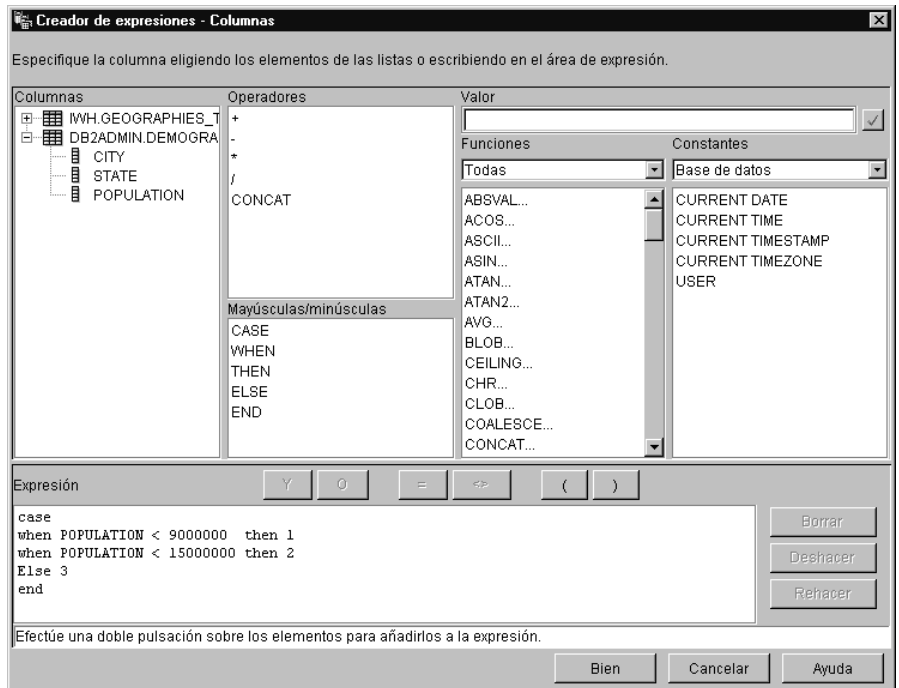 Creador de expresiones - Columnas
Especifique la columna eligiendo los elementos de las listas o escribiendo en el área de expresión.
Columnas
IWH.GEOGRAPHIES_T
DB2ADMIN.DEMOGRA
CITY
STATE
POPULATION
Operadores
+
-
*
/
CONCAT
Mayúsculas/minúsculas
CASE
WHEN
THEN
ELSE
END
Valor
Funciones
Todas
ABSVAL...
ACOS...
ASCII...
ASIN...
ATAN...
ATAN2...
AVG...
BLOB...
CEILING...
CHR...
CLOB...
COALESCE...
CONCAT...
Constantes
Base de datos
CURRENT DATE
CURRENT TIME
CURRENT TIMESTAMP
CURRENT TIMEZONE
USER
Expresión Y O = <> ( )
case
when POPULATION < 9000000  then 1
when POPULATION < 15000000 then 2
Else 3
end
Borrar
Deshacer
Rehacer
Efectúe una doble pulsación sobre los elementos para añadirlos a la expresión.
Bien Cancelar Ayuda